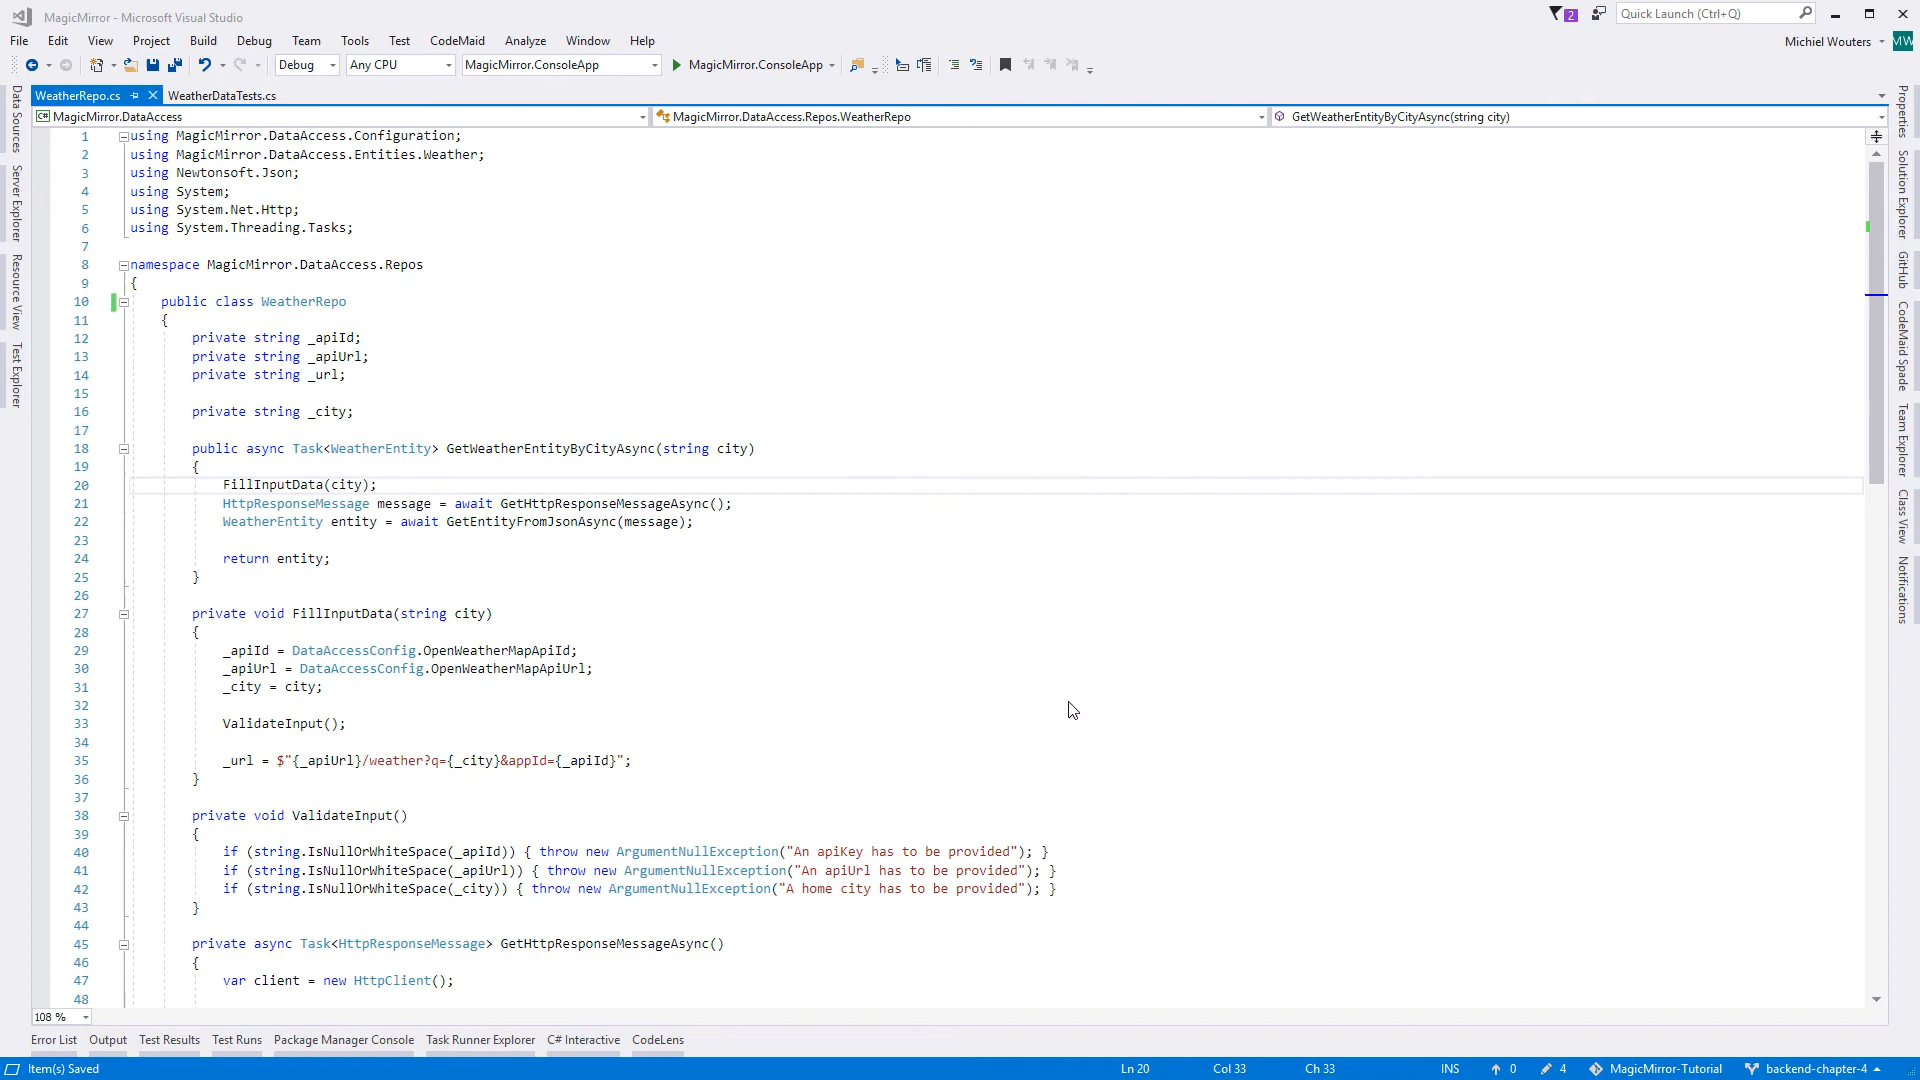 MagicMirror - Microsoft Visual Studio
2
Quick Launch (Ctrl+Q)
File Edit View Project Build Debug Team Tools Test CodeMaid Analyze Window Help
Michiel Wouters MW
Debug Any CPU MagicMirror.ConsoleApp MagicMirror.ConsoleApp
WeatherRepo.cs WeatherDataTests.cs
C# MagicMirror.DataAccess MagicMirror.DataAccess.Repos.WeatherRepo GetWeatherEntityByCityAsync(string city)
Data Sources
Server Explorer
Resource View
Test Explorer
1 using MagicMirror.DataAccess.Configuration;
2 using MagicMirror.DataAccess.Entities.Weather;
3 using Newtonsoft.Json;
4 using System;
5 using System.Net.Http;
6 using System.Threading.Tasks;
7
8 namespace MagicMirror.DataAccess.Repos
9 {
10 public class WeatherRepo
11 {
12 private string _apiId;
13 private string _apiUrl;
14 private string _url;
15
16 private string _city;
17
18 public async Task<WeatherEntity> GetWeatherEntityByCityAsync(string city)
19 {
20 FillInputData(city);
21 HttpResponseMessage message = await GetHttpResponseMessageAsync();
22 WeatherEntity entity = await GetEntityFromJsonAsync(message);
23
24 return entity;
25 }
26
27 private void FillInputData(string city)
28 {
29 _apiId = DataAccessConfig.OpenWeatherMapApiId;
30 _apiUrl = DataAccessConfig.OpenWeatherMapApiUrl;
31 _city = city;
32
33 ValidateInput();
34
35 _url = $"{_apiUrl}/weather?q={_city}&appId={_apiId}";
36 }
37
38 private void ValidateInput()
39 {
40 if (string.IsNullOrWhiteSpace(_apiId)) { throw new ArgumentNullException("An apiKey has to be provided"); }
41 if (string.IsNullOrWhiteSpace(_apiUrl)) { throw new ArgumentNullException("An apiUrl has to be provided"); }
42 if (string.IsNullOrWhiteSpace(_city)) { throw new ArgumentNullException("A home city has to be provided"); }
43 }
44
45 private async Task<HttpResponseMessage> GetHttpResponseMessageAsync()
46 {
47 var client = new HttpClient();
48
Properties
Solution Explorer
GitHub
CodeMaid Spade
Team Explorer
Class View
Notifications
108 %
Error List Output Test Results Test Runs Package Manager Console Task Runner Explorer C# Interactive CodeLens
Item(s) Saved Ln 20 Col 33 Ch 33 INS 0 4 MagicMirror-Tutorial backend-chapter-4